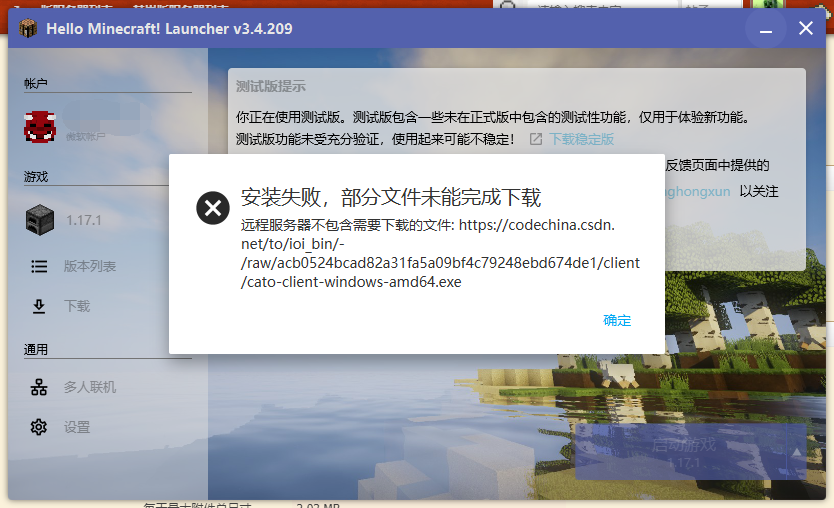 Hello Minecraft! Launcher v3.4.209
帐户
微软帐户
游戏
1.17.1
版本列表
下载
通用
多人联机
设置
测试版提示
你正在使用测试版。测试版包含一些未在正式版中包含的测试性功能，仅用于体验新功能。
测试版功能未受充分验证，使用起来可能不稳定！ 下载稳定版
反馈页面中提供的
nghongxun 以关注
安装失败，部分文件未能完成下载
远程服务器不包含需要下载的文件: https://codechina.csdn.
net/to/ioi_bin/-
/raw/acb0524bcad82a31fa5a09bf4c79248ebd674de1/client
/cato-client-windows-amd64.exe
确定
启动游戏
1.17.1